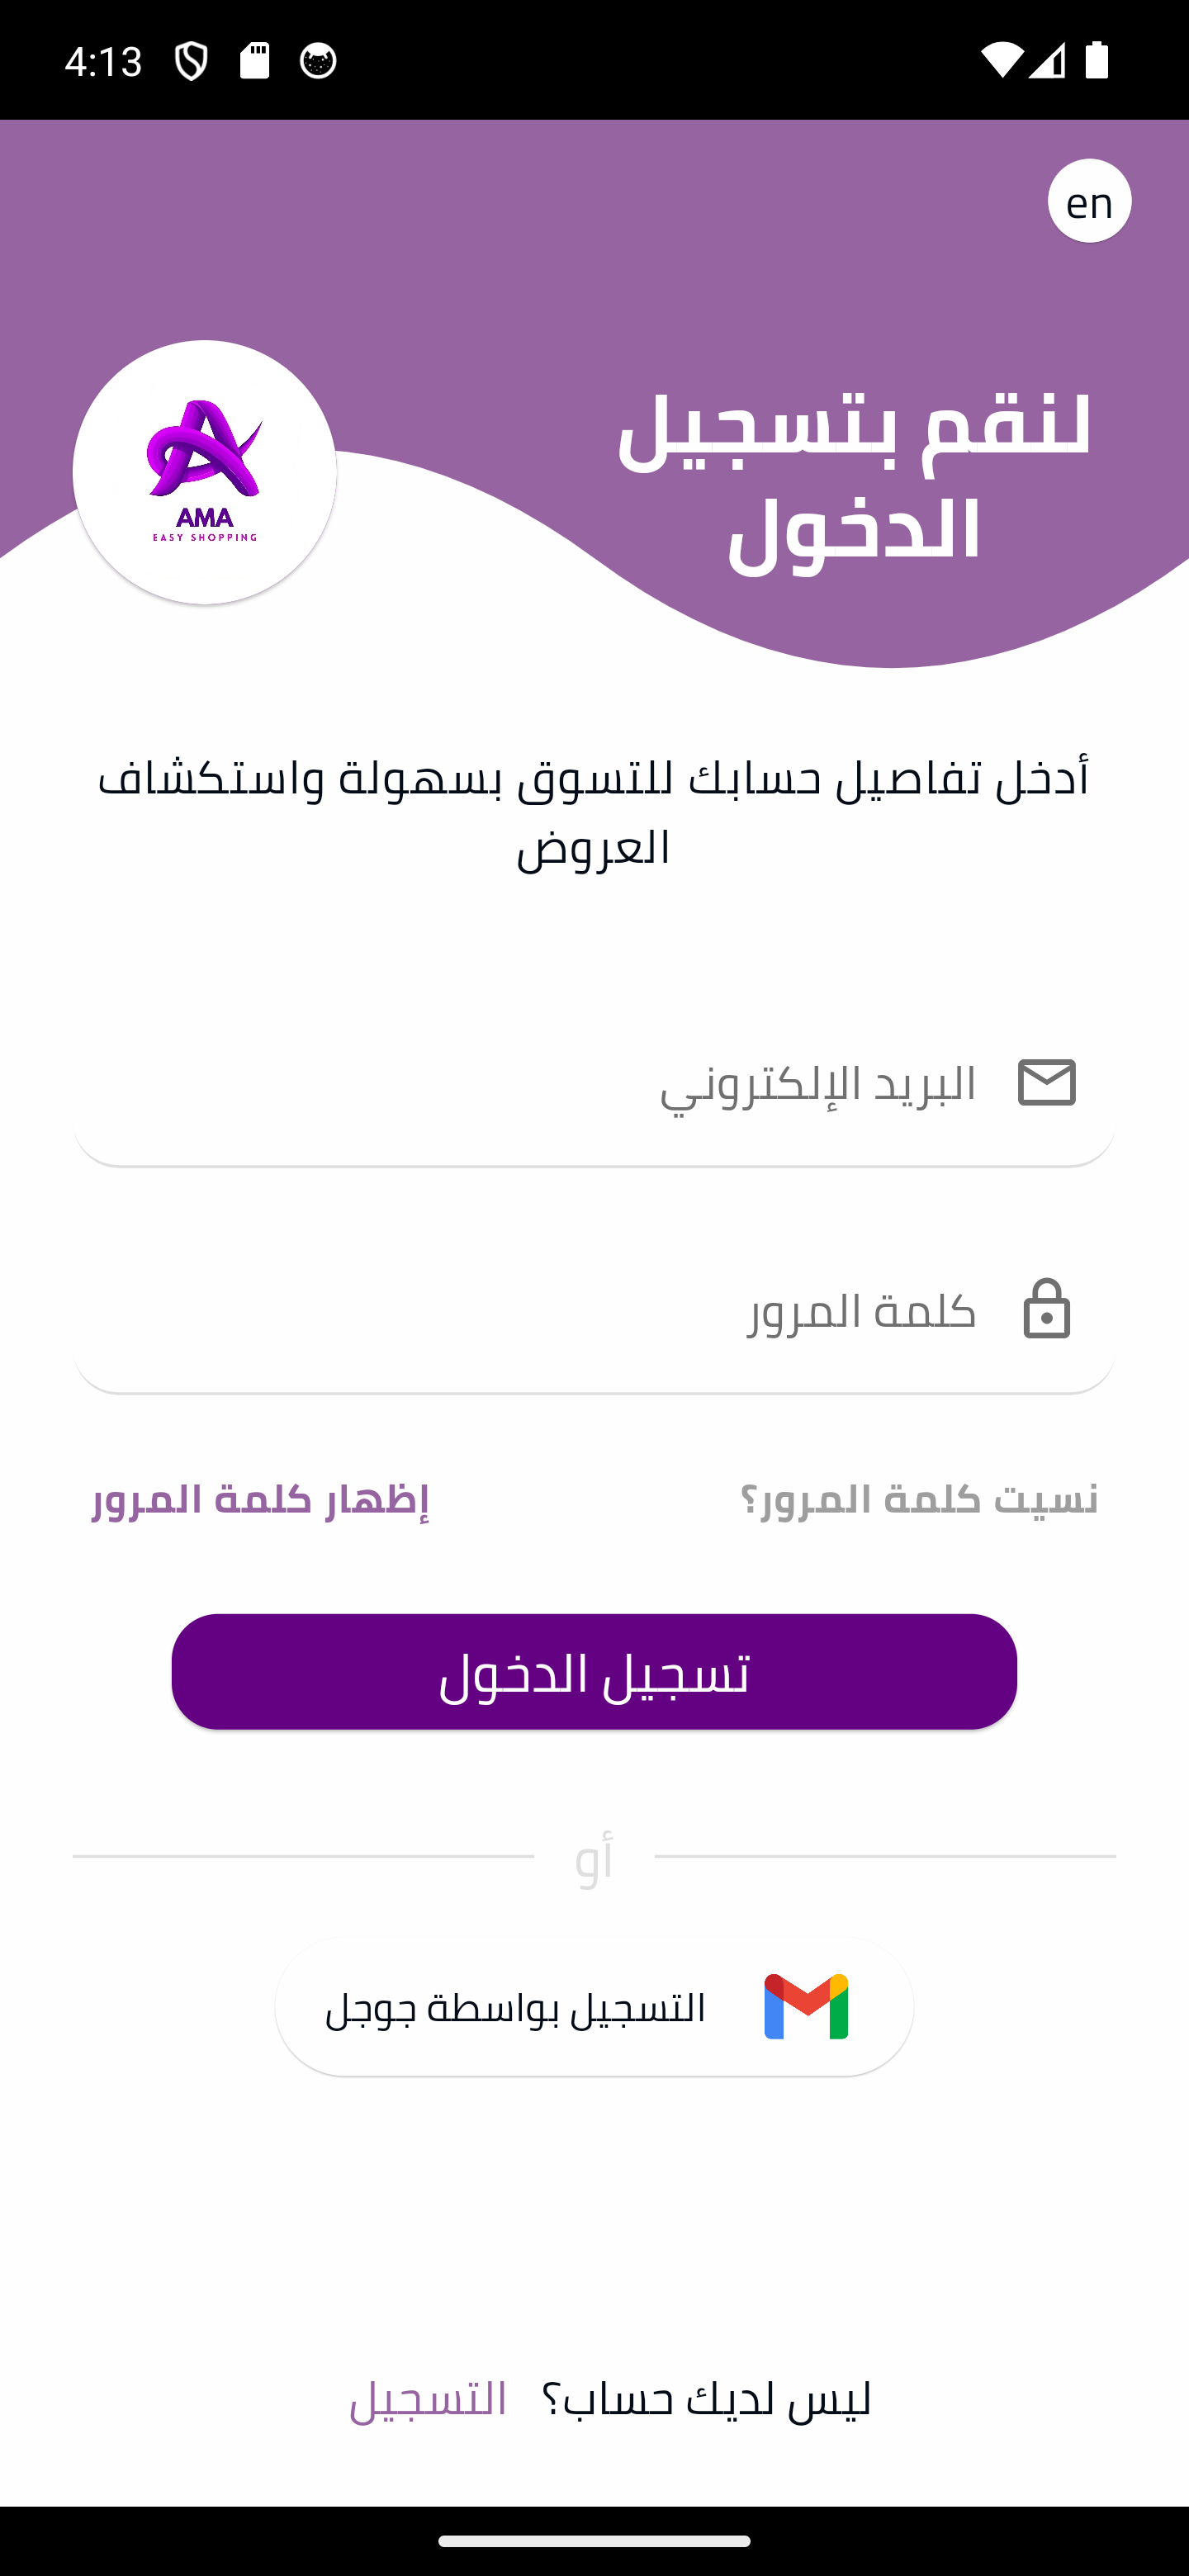 4:13
en
AMA
EASY SHOPPING
لنقم بتسجيل
الدخول
أدخل تفاصيل حسابك للتسوق بسهولة واستكشاف
العروض
البريد الإلكتروني
كلمة المرور
نسيت كلمة المرور؟ إظهار كلمة المرور
تسجيل الدخول
أو
التسجيل بواسطة جوجل
ليس لديك حساب؟ التسجيل